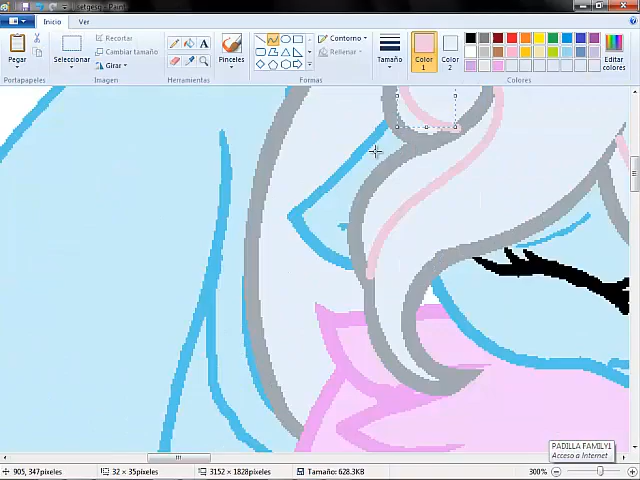 - Paint
Inicio Ver
Pegar
Portapapeles
Seleccionar
Recortar
Cambiar tamaño
Girar
Imagen
Herramientas
Pinceles
Contorno
Rellenar
Formas
Tamaño
Color 1
Color 2
Editar colores
Colores
PADILLA FAMILY1
Acceso a Internet
905, 347píxeles
32 × 35píxeles
3152 × 1828píxeles
Tamaño: 628.3KB
300%